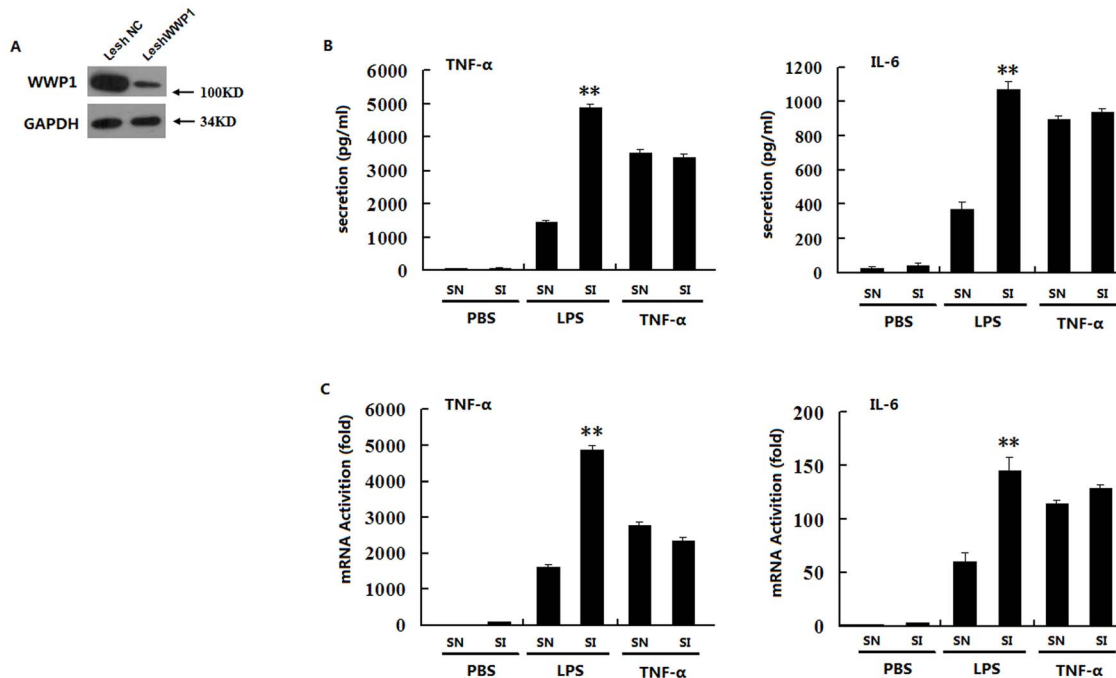 A
Lesh NC
LeshWWP1
WWP1
100KD
GAPDH
34KD
B
TNF-α
secretion (pg/ml)
6000
5000
4000
3000
2000
1000
0
**
SN SI SN SI SN SI
PBS LPS TNF-α
IL-6
secretion (pg/ml)
1200
1000
800
600
400
200
0
**
SN SI SN SI SN SI
PBS LPS TNF-α
C
TNF-α
mRNA Activition (fold)
6000
5000
4000
3000
2000
1000
0
**
SN SI SN SI SN SI
PBS LPS TNF-α
IL-6
mRNA Activition (fold)
200
150
100
50
0
**
SN SI SN SI SN SI
PBS LPS TNF-α